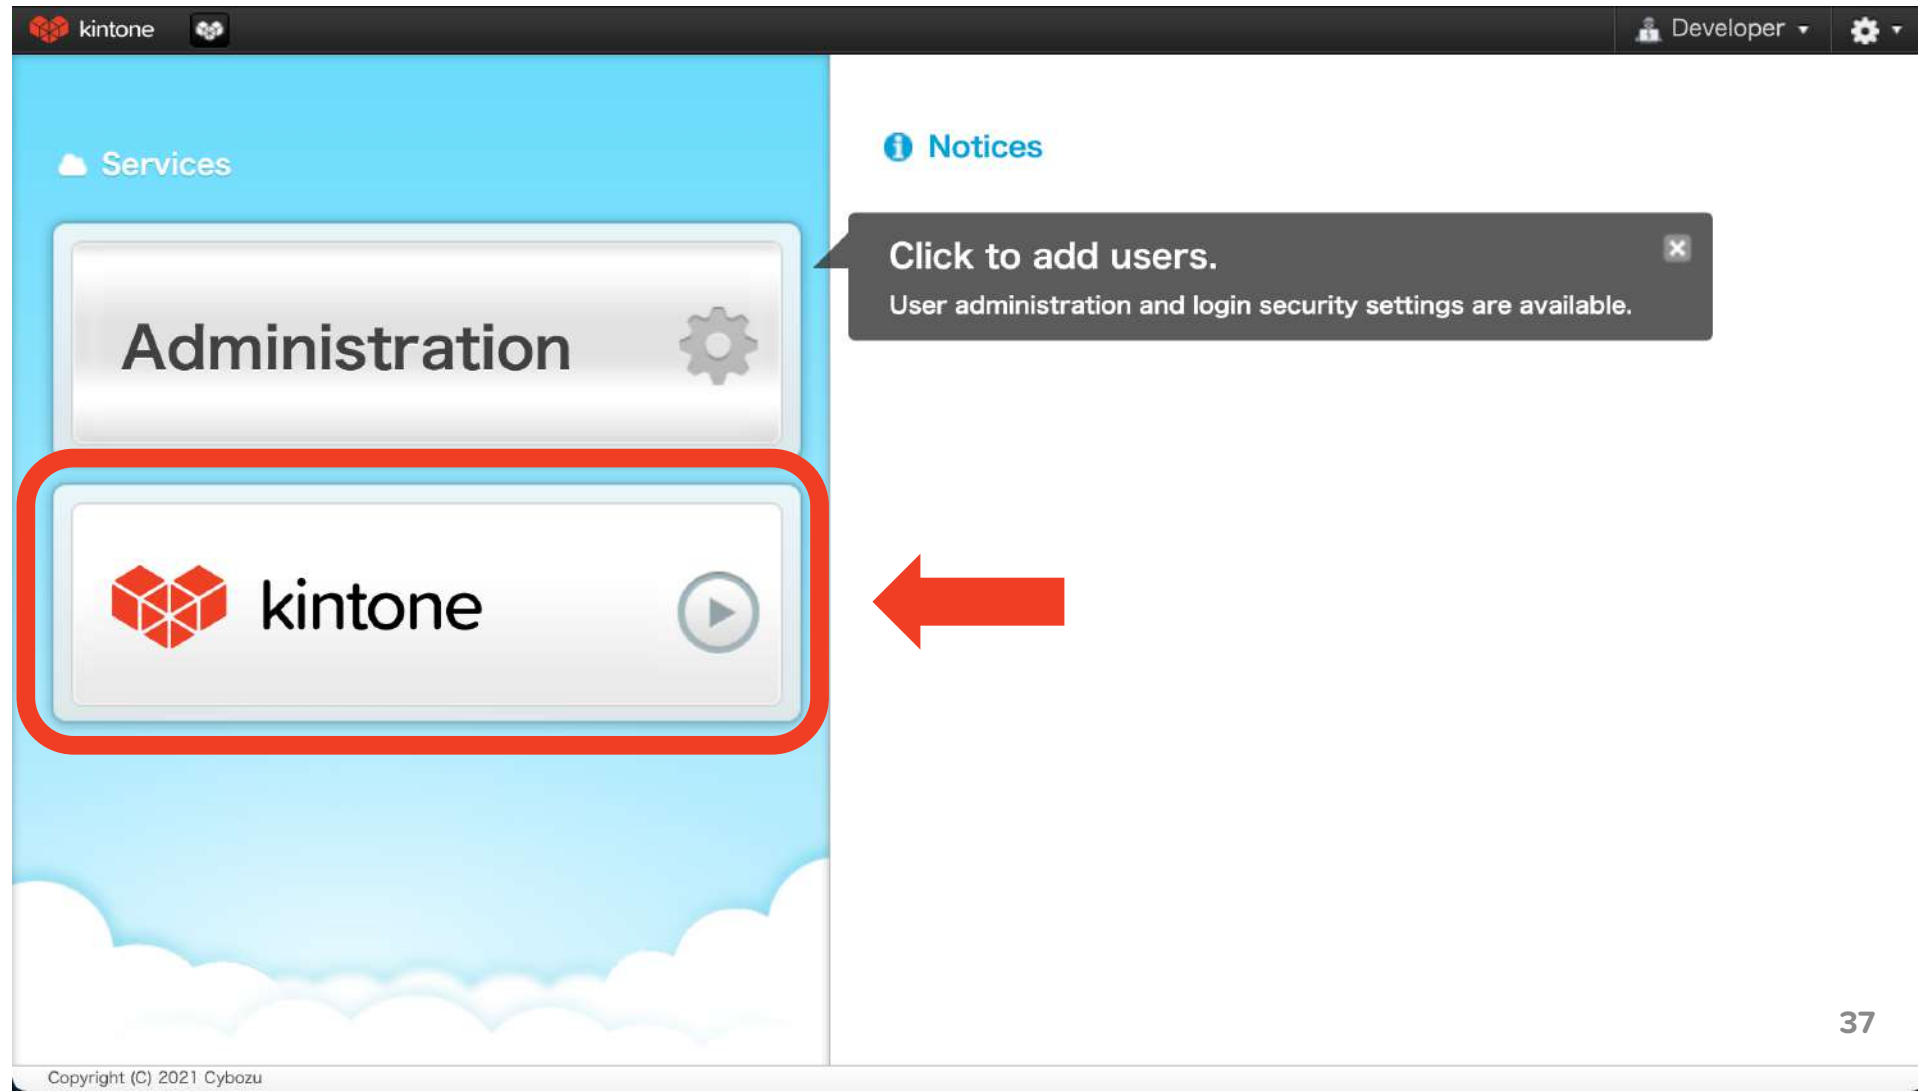 kintone
Developer
Services
Notices
Click to add users.
User administration and login security settings are available.
Administration
kintone
37
Copyright (C) 2021 Cybozu